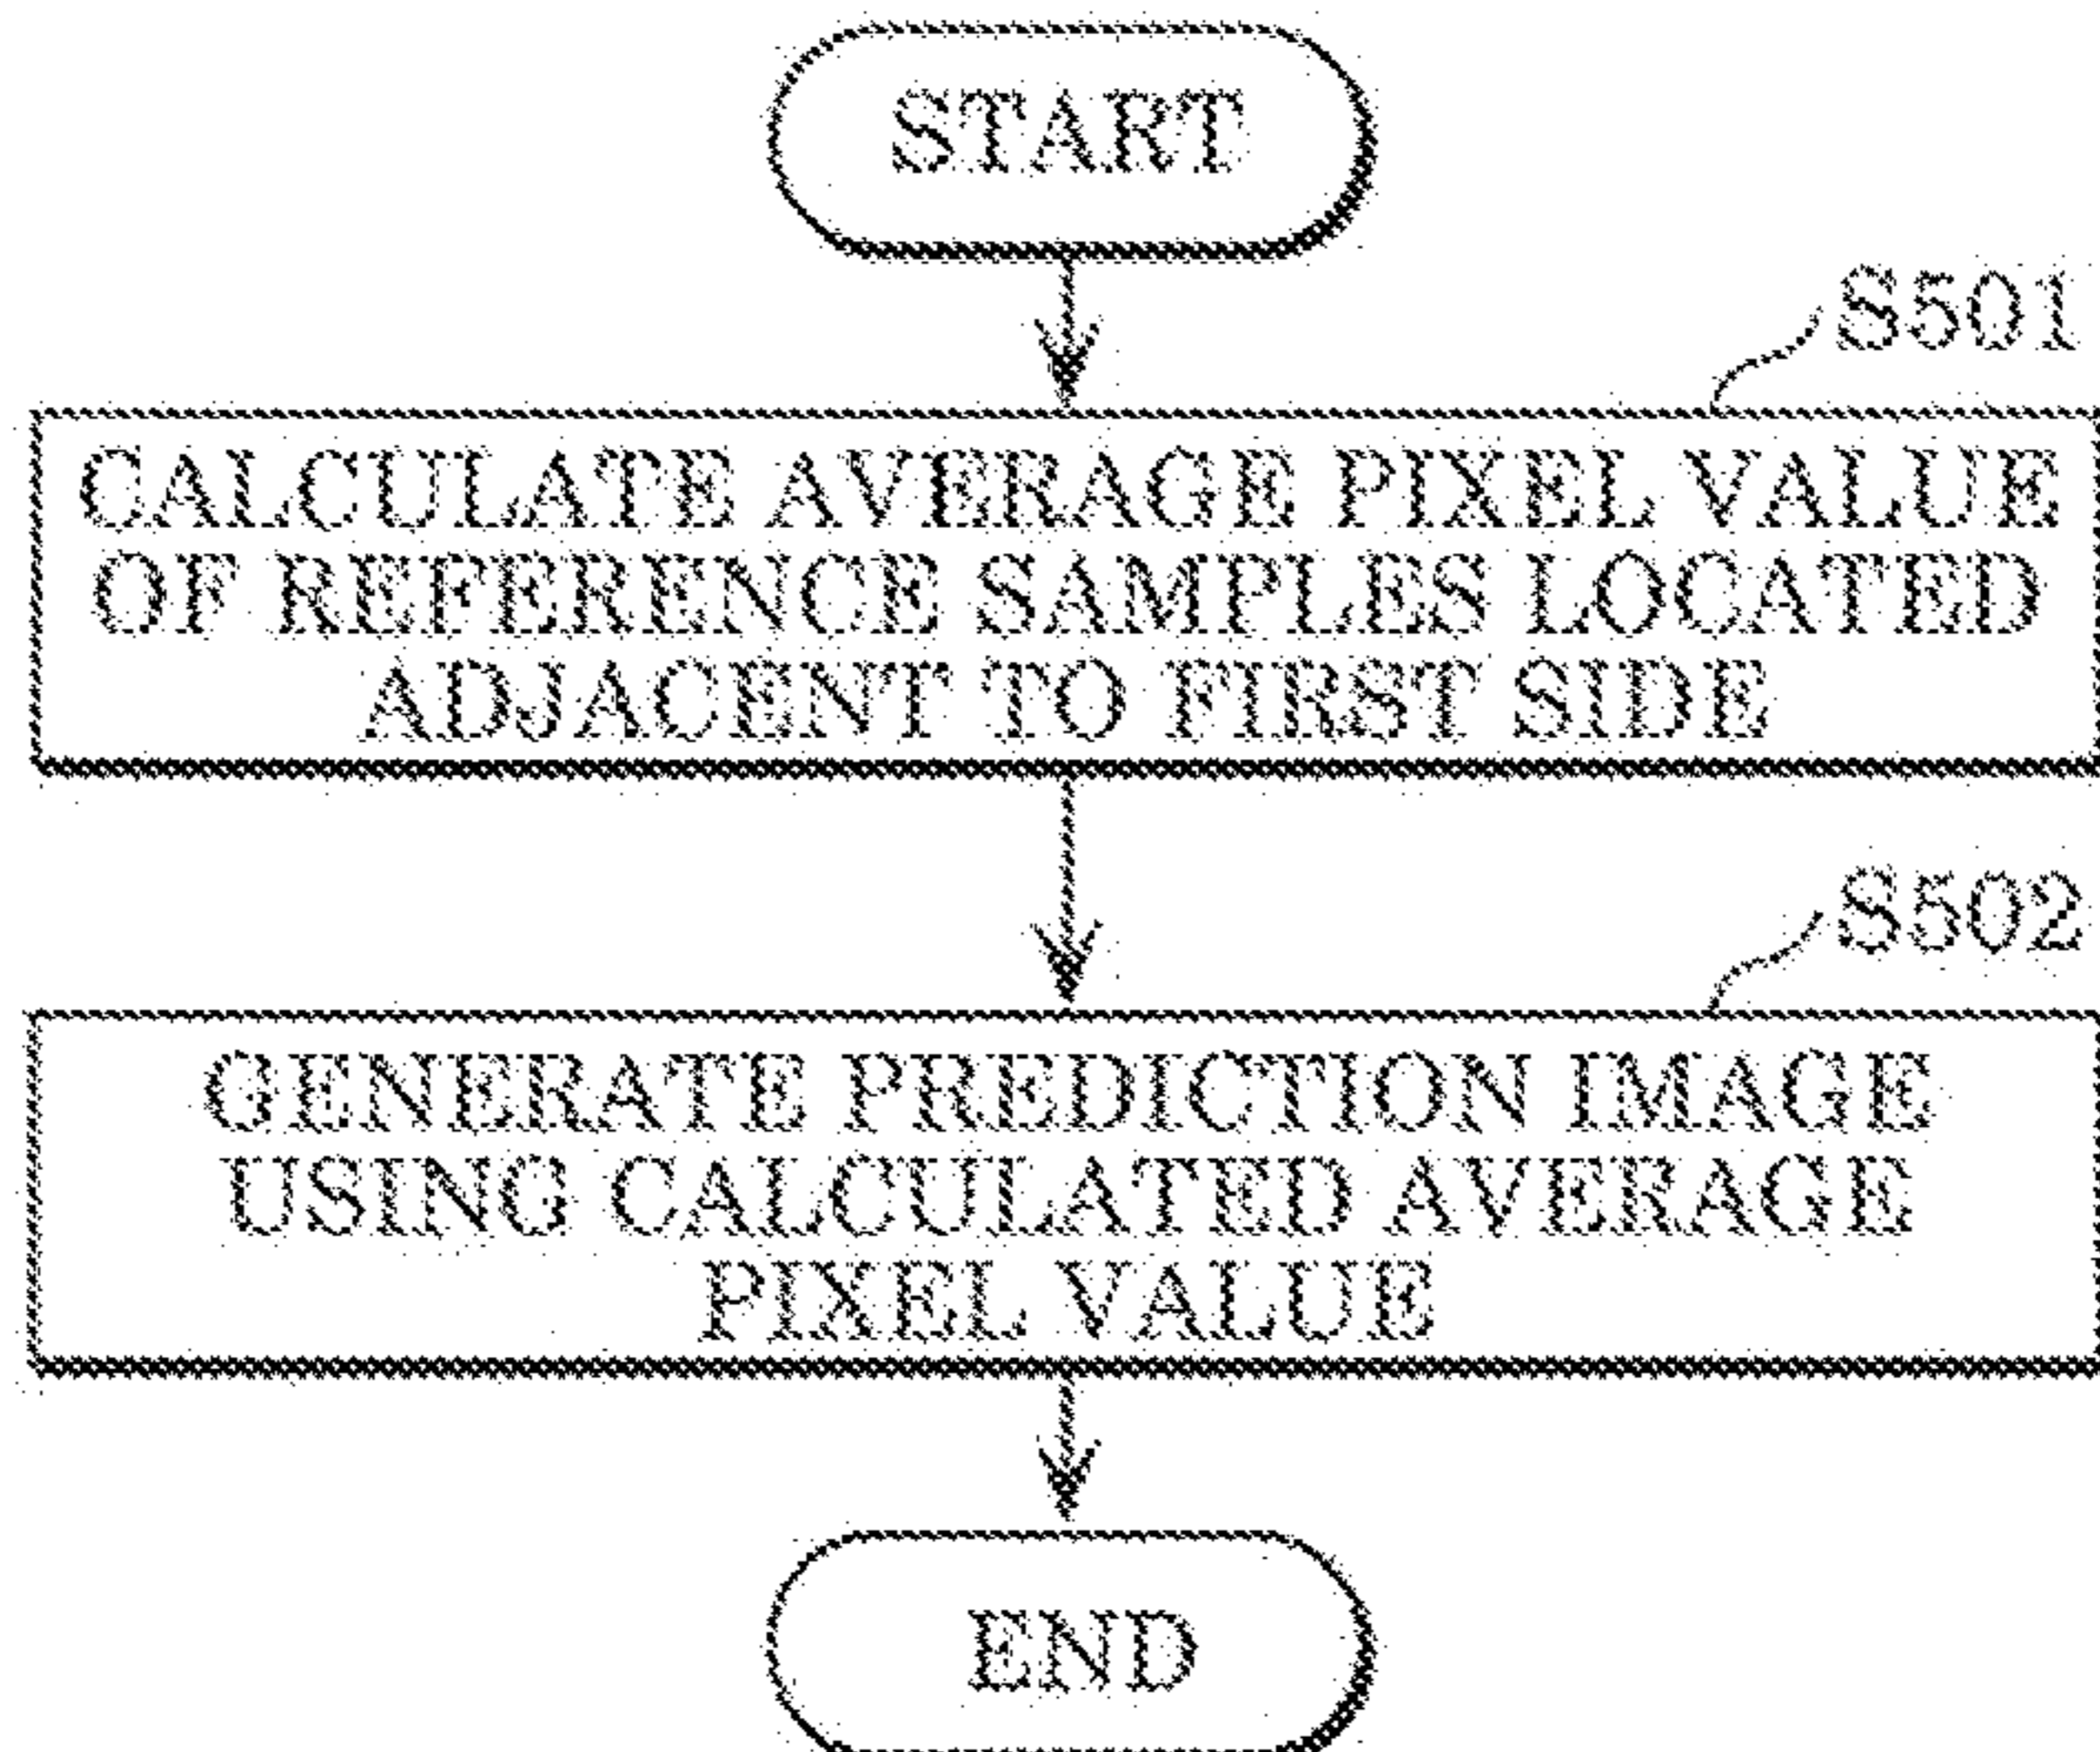 START
S501
CALCULATE AVERAGE PIXEL VALUE
OF REFERENCE SAMPLES LOCATED
ADJACENT TO FIRST SIDE
S502
GENERATE PREDICTION IMAGE
USING CALCULATED AVERAGE
PIXEL VALUE
END